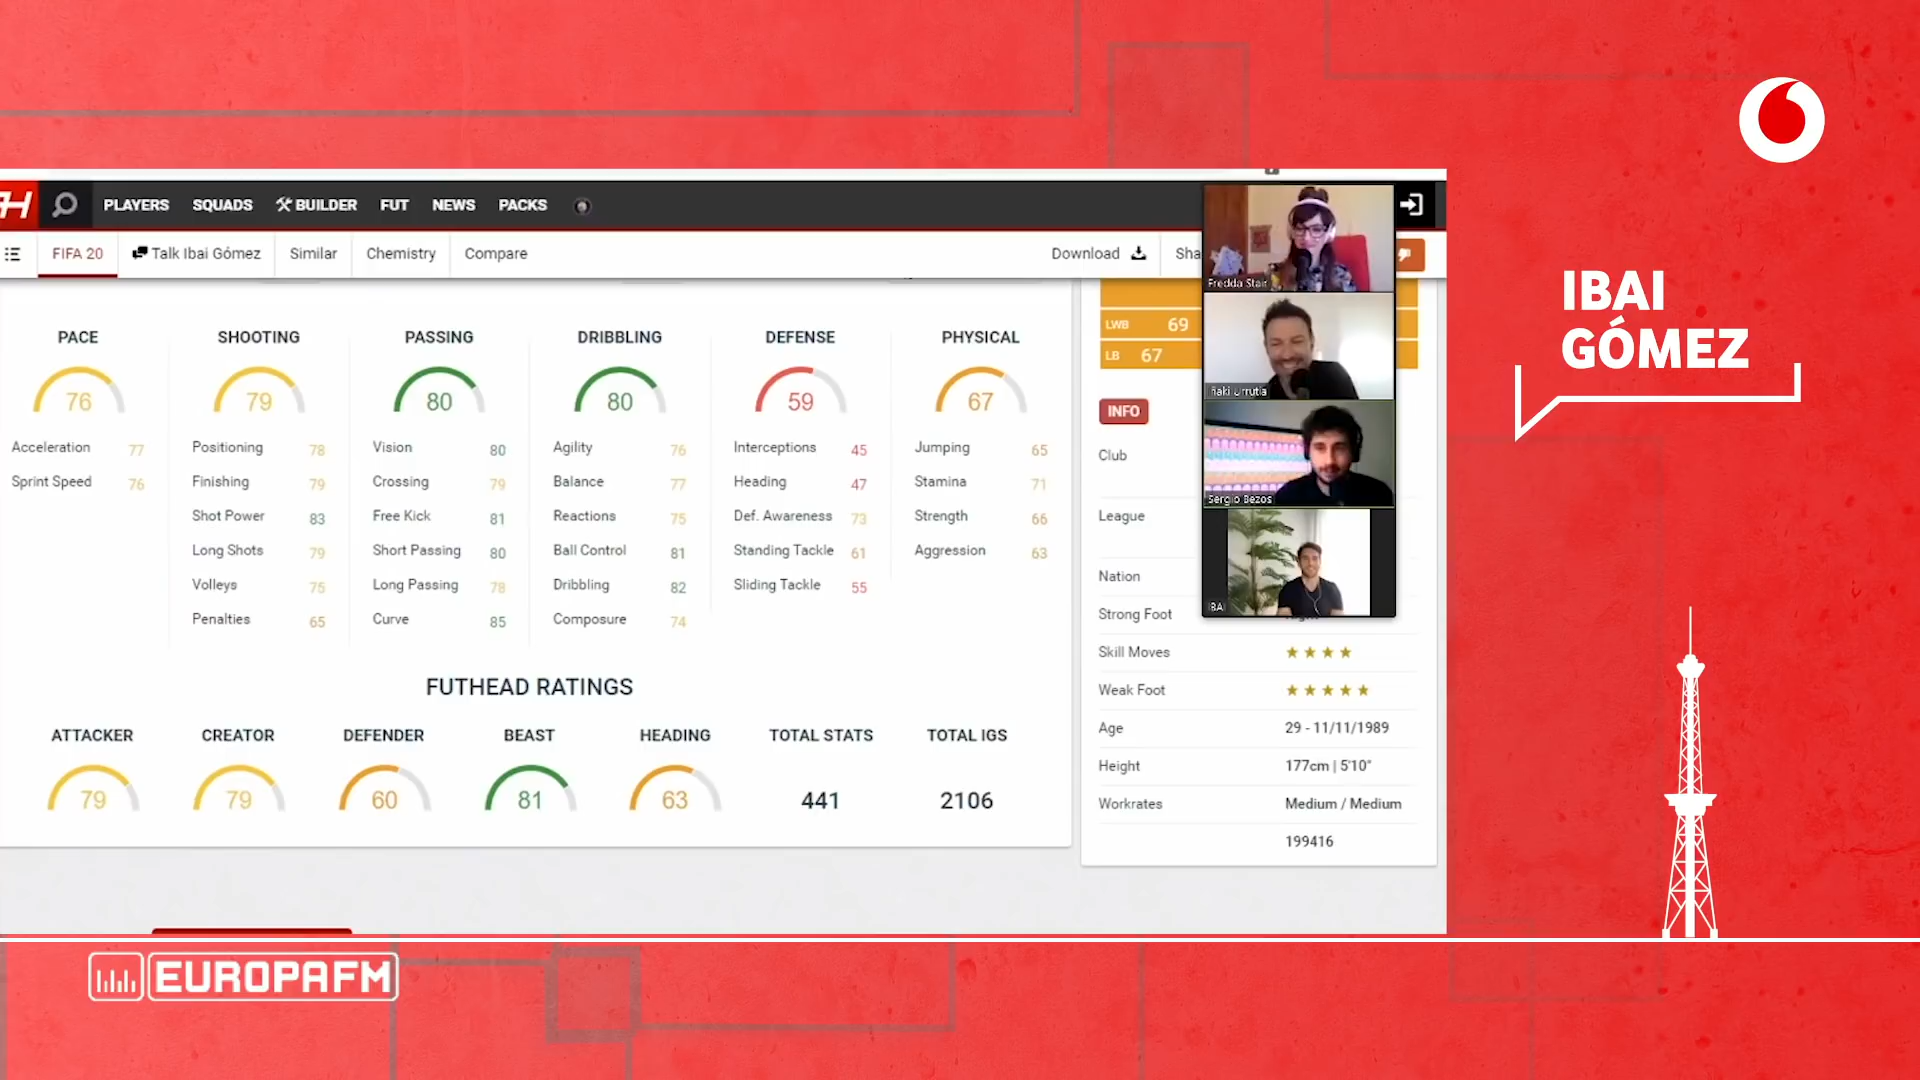 IBAI
GÓMEZ
PLAYERS SQUADS BUILDER FUT NEWS PACKS
FIFA 20 Talk Ibai Gómez Similar Chemistry Compare Download
PACE SHOOTING PASSING DRIBBLING DEFENSE PHYSICAL
76 79 80 80 59 67
Acceleration 77
Sprint Speed 76
Positioning 78
Finishing 79
Shot Power 83
Long Shots 79
Volleys 75
Penalties 65
Vision 80
Crossing 79
Free Kick 81
Short Passing 80
Long Passing 78
Curve 85
Agility 76
Balance 77
Reactions 75
Ball Control 81
Dribbling 82
Composure 74
Interceptions 45
Heading 47
Def. Awareness 73
Standing Tackle 61
Sliding Tackle 55
Jumping 65
Stamina 71
Strength 66
Aggression 63
FUTHEAD RATINGS
ATTACKER CREATOR DEFENDER BEAST HEADING TOTAL STATS TOTAL IGS
79 79 60 81 63 441 2106
LWB 69
LB 67
INFO
Club
League
Nation
Strong Foot
Skill Moves
Weak Foot
Age 29 - 11/11/1989
Height 177cm | 5'10"
Workrates Medium / Medium
199416
Fredda Stair
Iñaki Urrutia
Sergio Bezos
IBAI
EUROPAFM